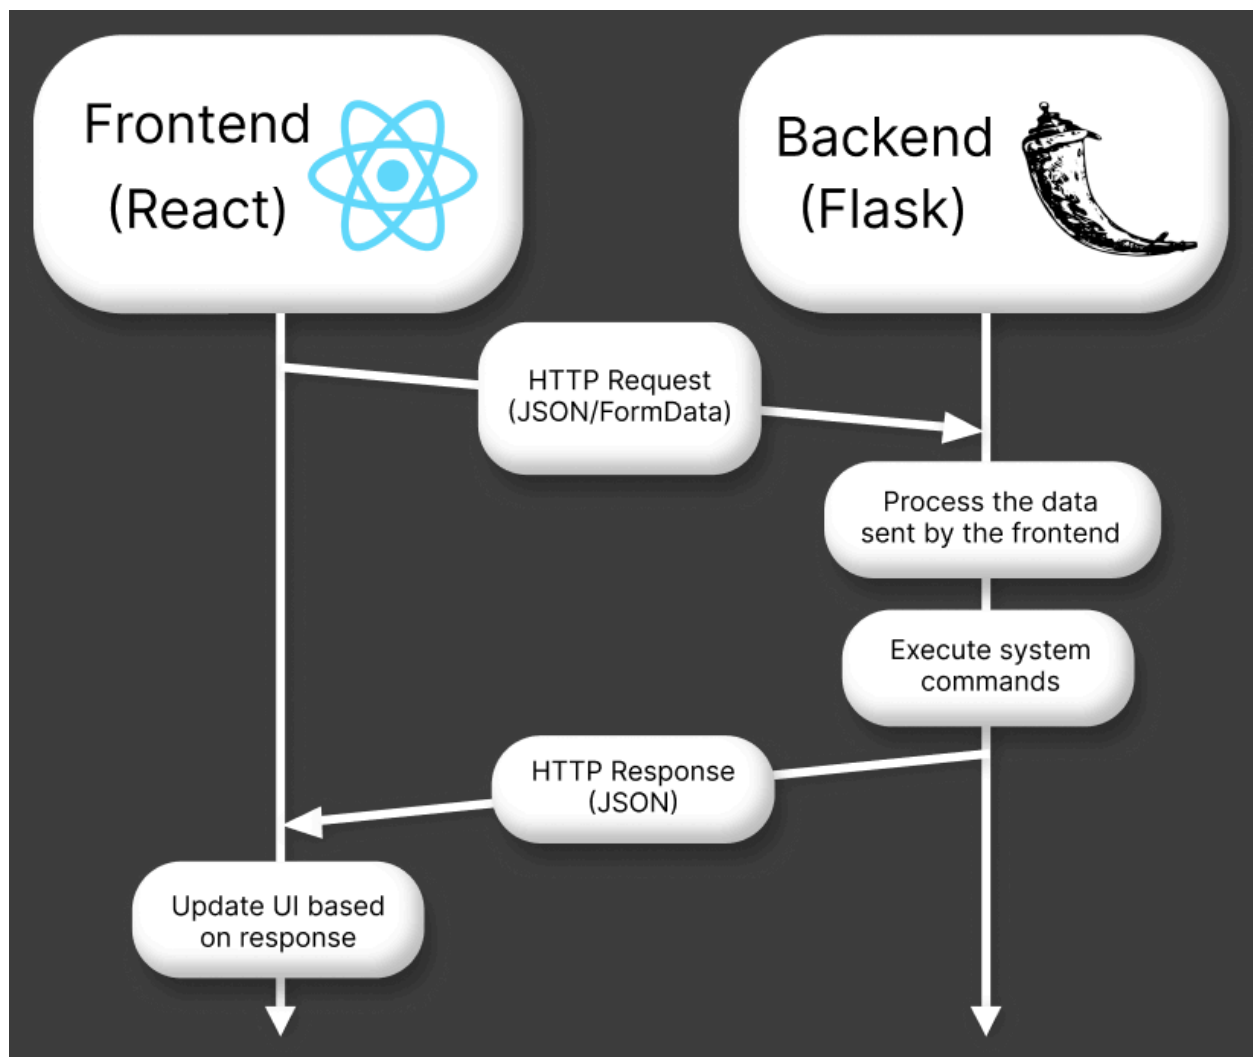 Frontend
(React)
Backend
(Flask)
HTTP Request
(JSON/FormData)
Process the data
sent by the frontend
Execute system
commands
HTTP Response
(JSON)
Update UI based
on response